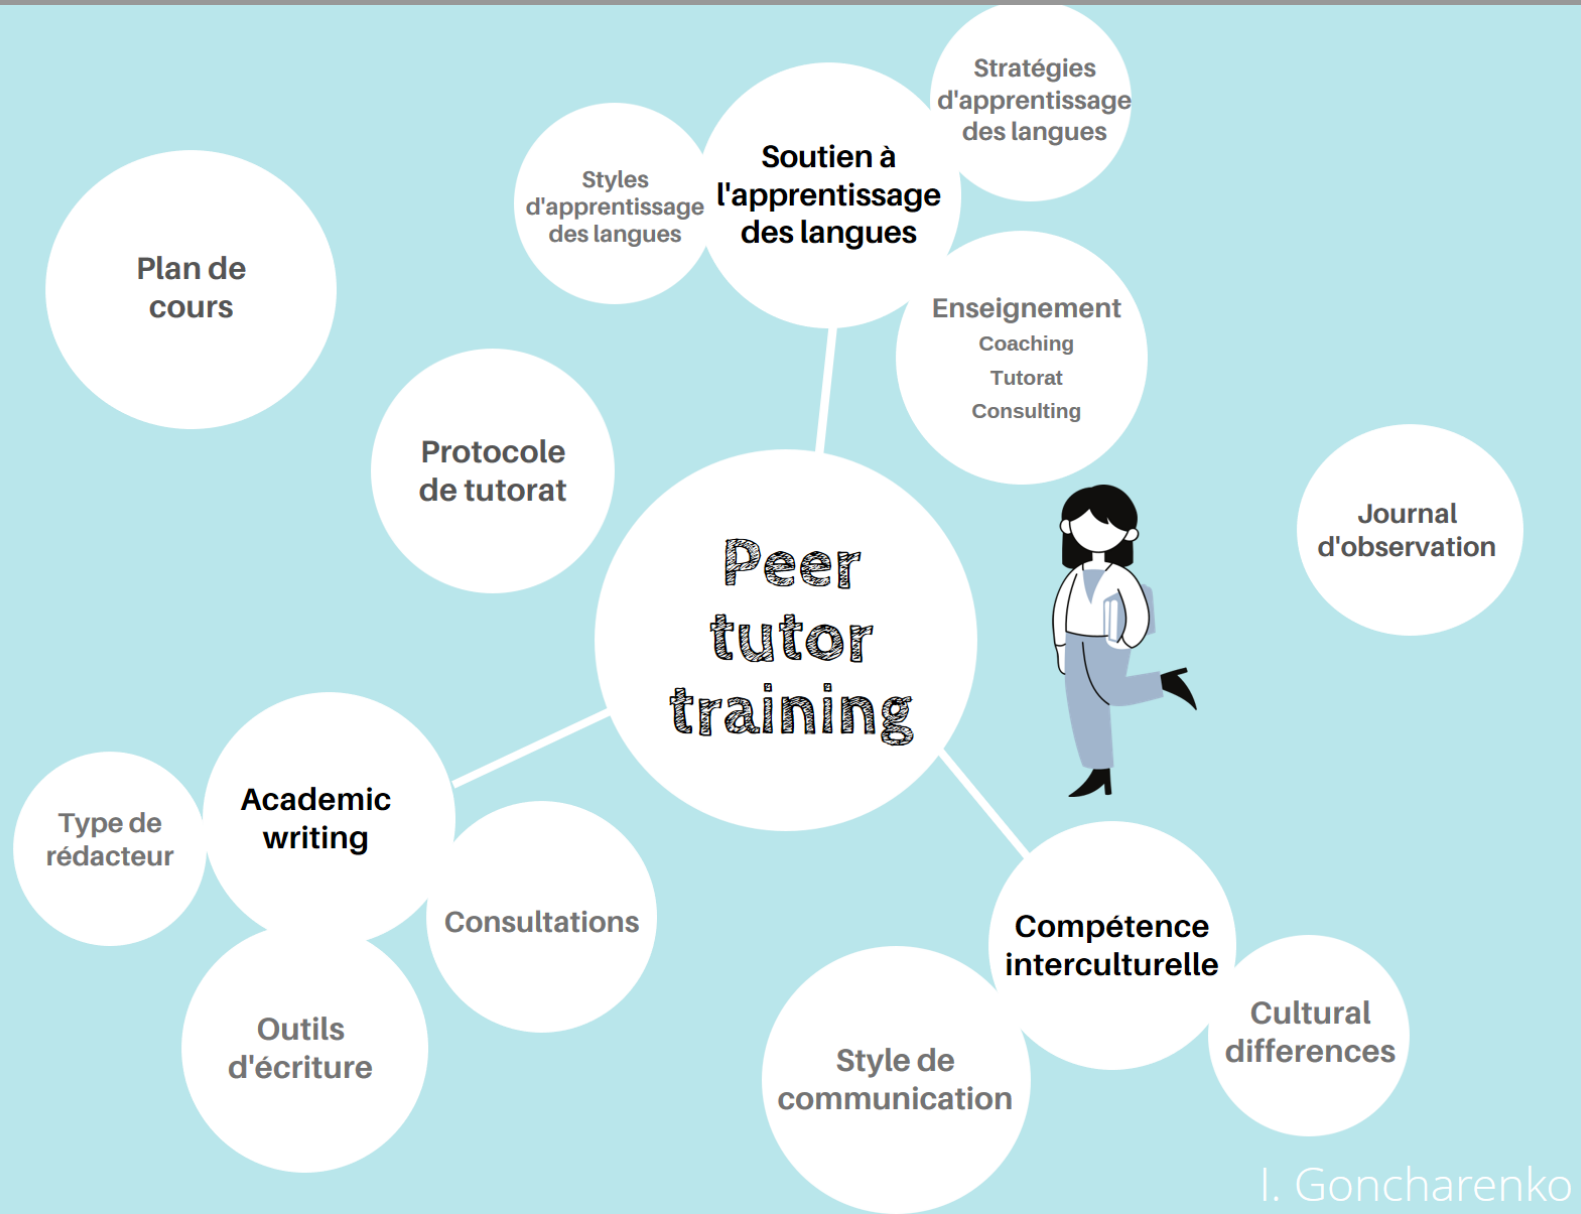 Stratégies
d'apprentissage
des langues
Soutien à
l'apprentissage
des langues
Styles
d'apprentissage
des langues
Plan de
cours
Enseignement
Coaching
Tutorat
Consulting
Protocole
de tutorat
Journal
d'observation
Peer
tutor
training
Academic
writing
Type de
rédacteur
Consultations
Outils
d'écriture
Compétence
interculturelle
Cultural
differences
Style de
communication
I. Goncharenko